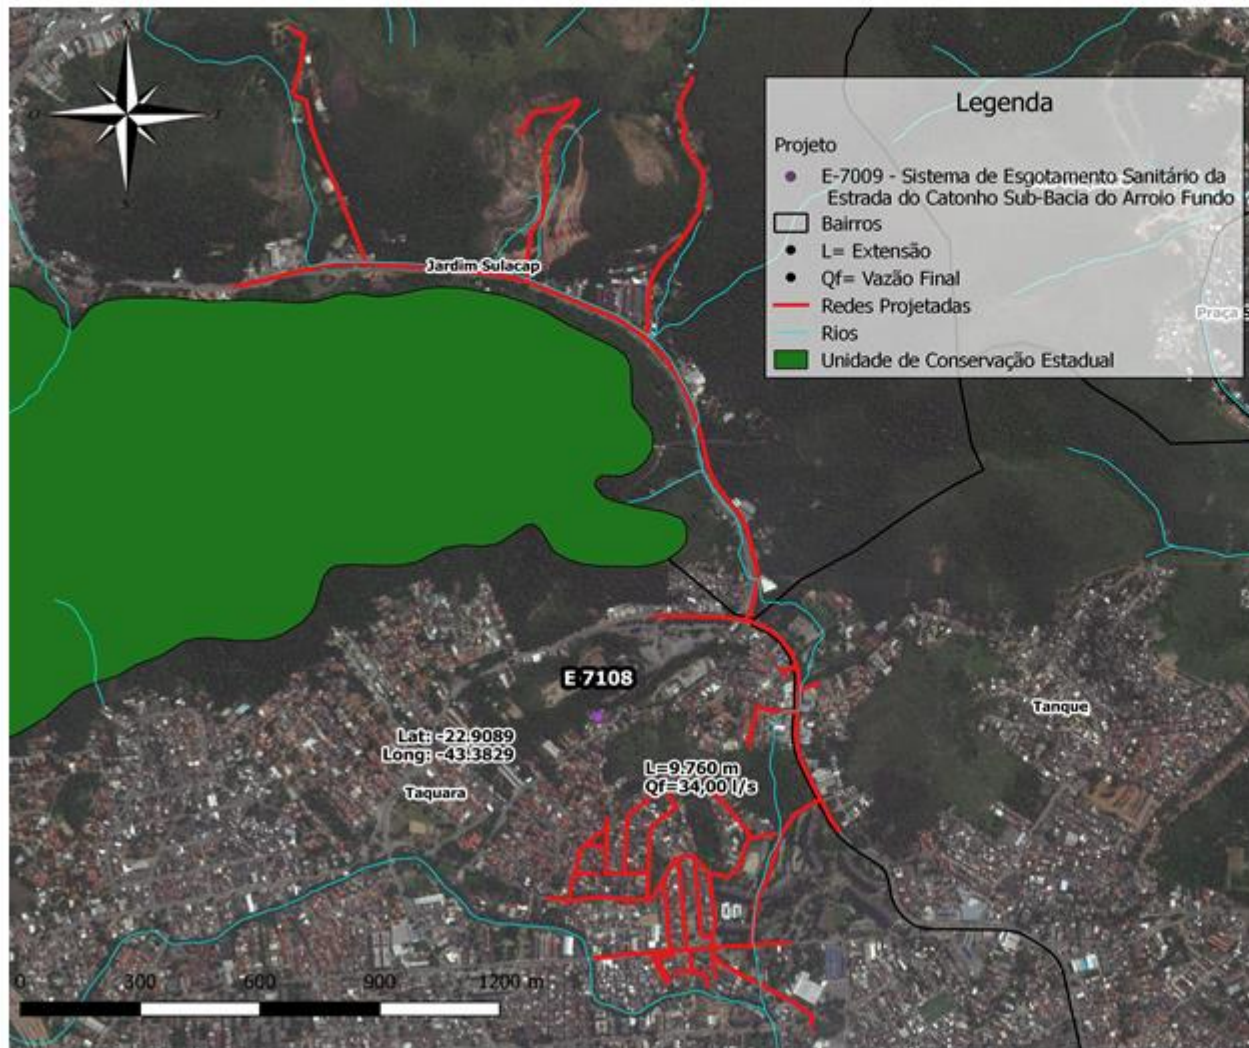 Legenda
Projeto
E-7009 - Sistema de Esgotamento Sanitário da
Estrada do Catonho Sub-Bacia do Arroio Fundo
Bairros
L= Extensão
Qf= Vazão Final
Redes Projetadas
Rios
Unidade de Conservação Estadual
Praça
Jardim Sulacap
E 7108
Lat: -22.9089
Long: -43.3829
Taquara
Tanque
L=9.760 m
Qf=34,00 l/s
0 300 600 900 1200 m